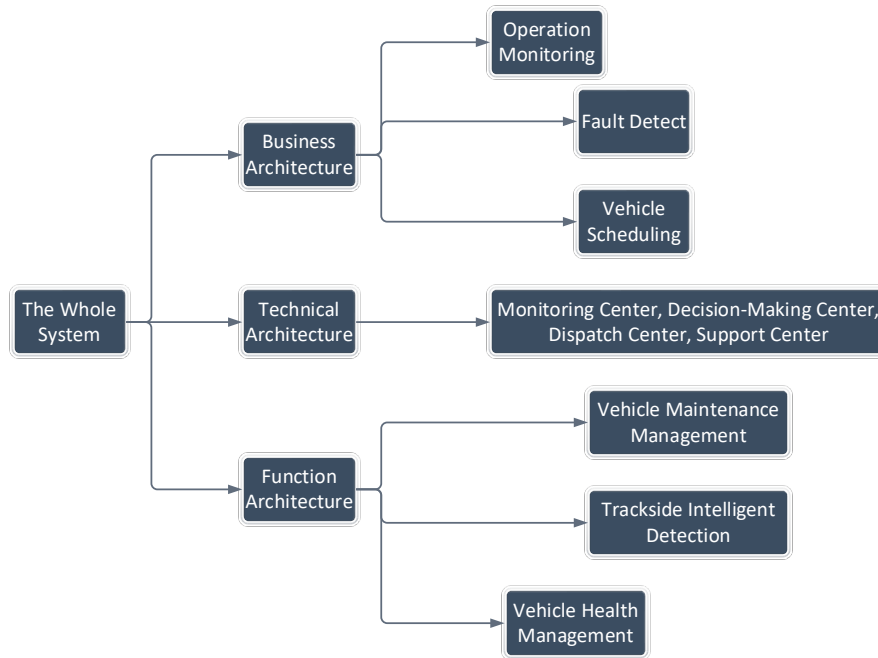 Operation
Monitoring
Fault Detect
Business
Architecture
Vehicle
Scheduling
The Whole
System
Technical
Architecture
Monitoring Center, Decision-Making Center,
Dispatch Center, Support Center
Vehicle Maintenance
Management
Function
Architecture
Trackside Intelligent
Detection
Vehicle Health
Management